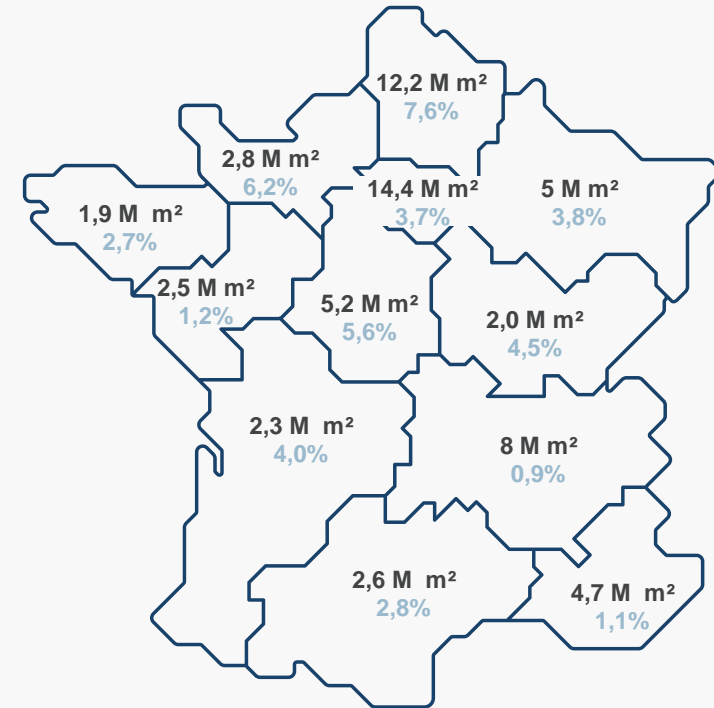 12,2 M m²
7,6%
2,8 M m²
6,2%
14,4 M m²
3,7%
5 M m²
3,8%
1,9 M  m²
2,7%
2,5 M m²
1,2%
5,2 M m²
5,6%
2,0 M m²
4,5%
2,3 M  m²
4,0%
8 M m²
0,9%
2,6 M  m²
2,8%
4,7 M m²
1,1%